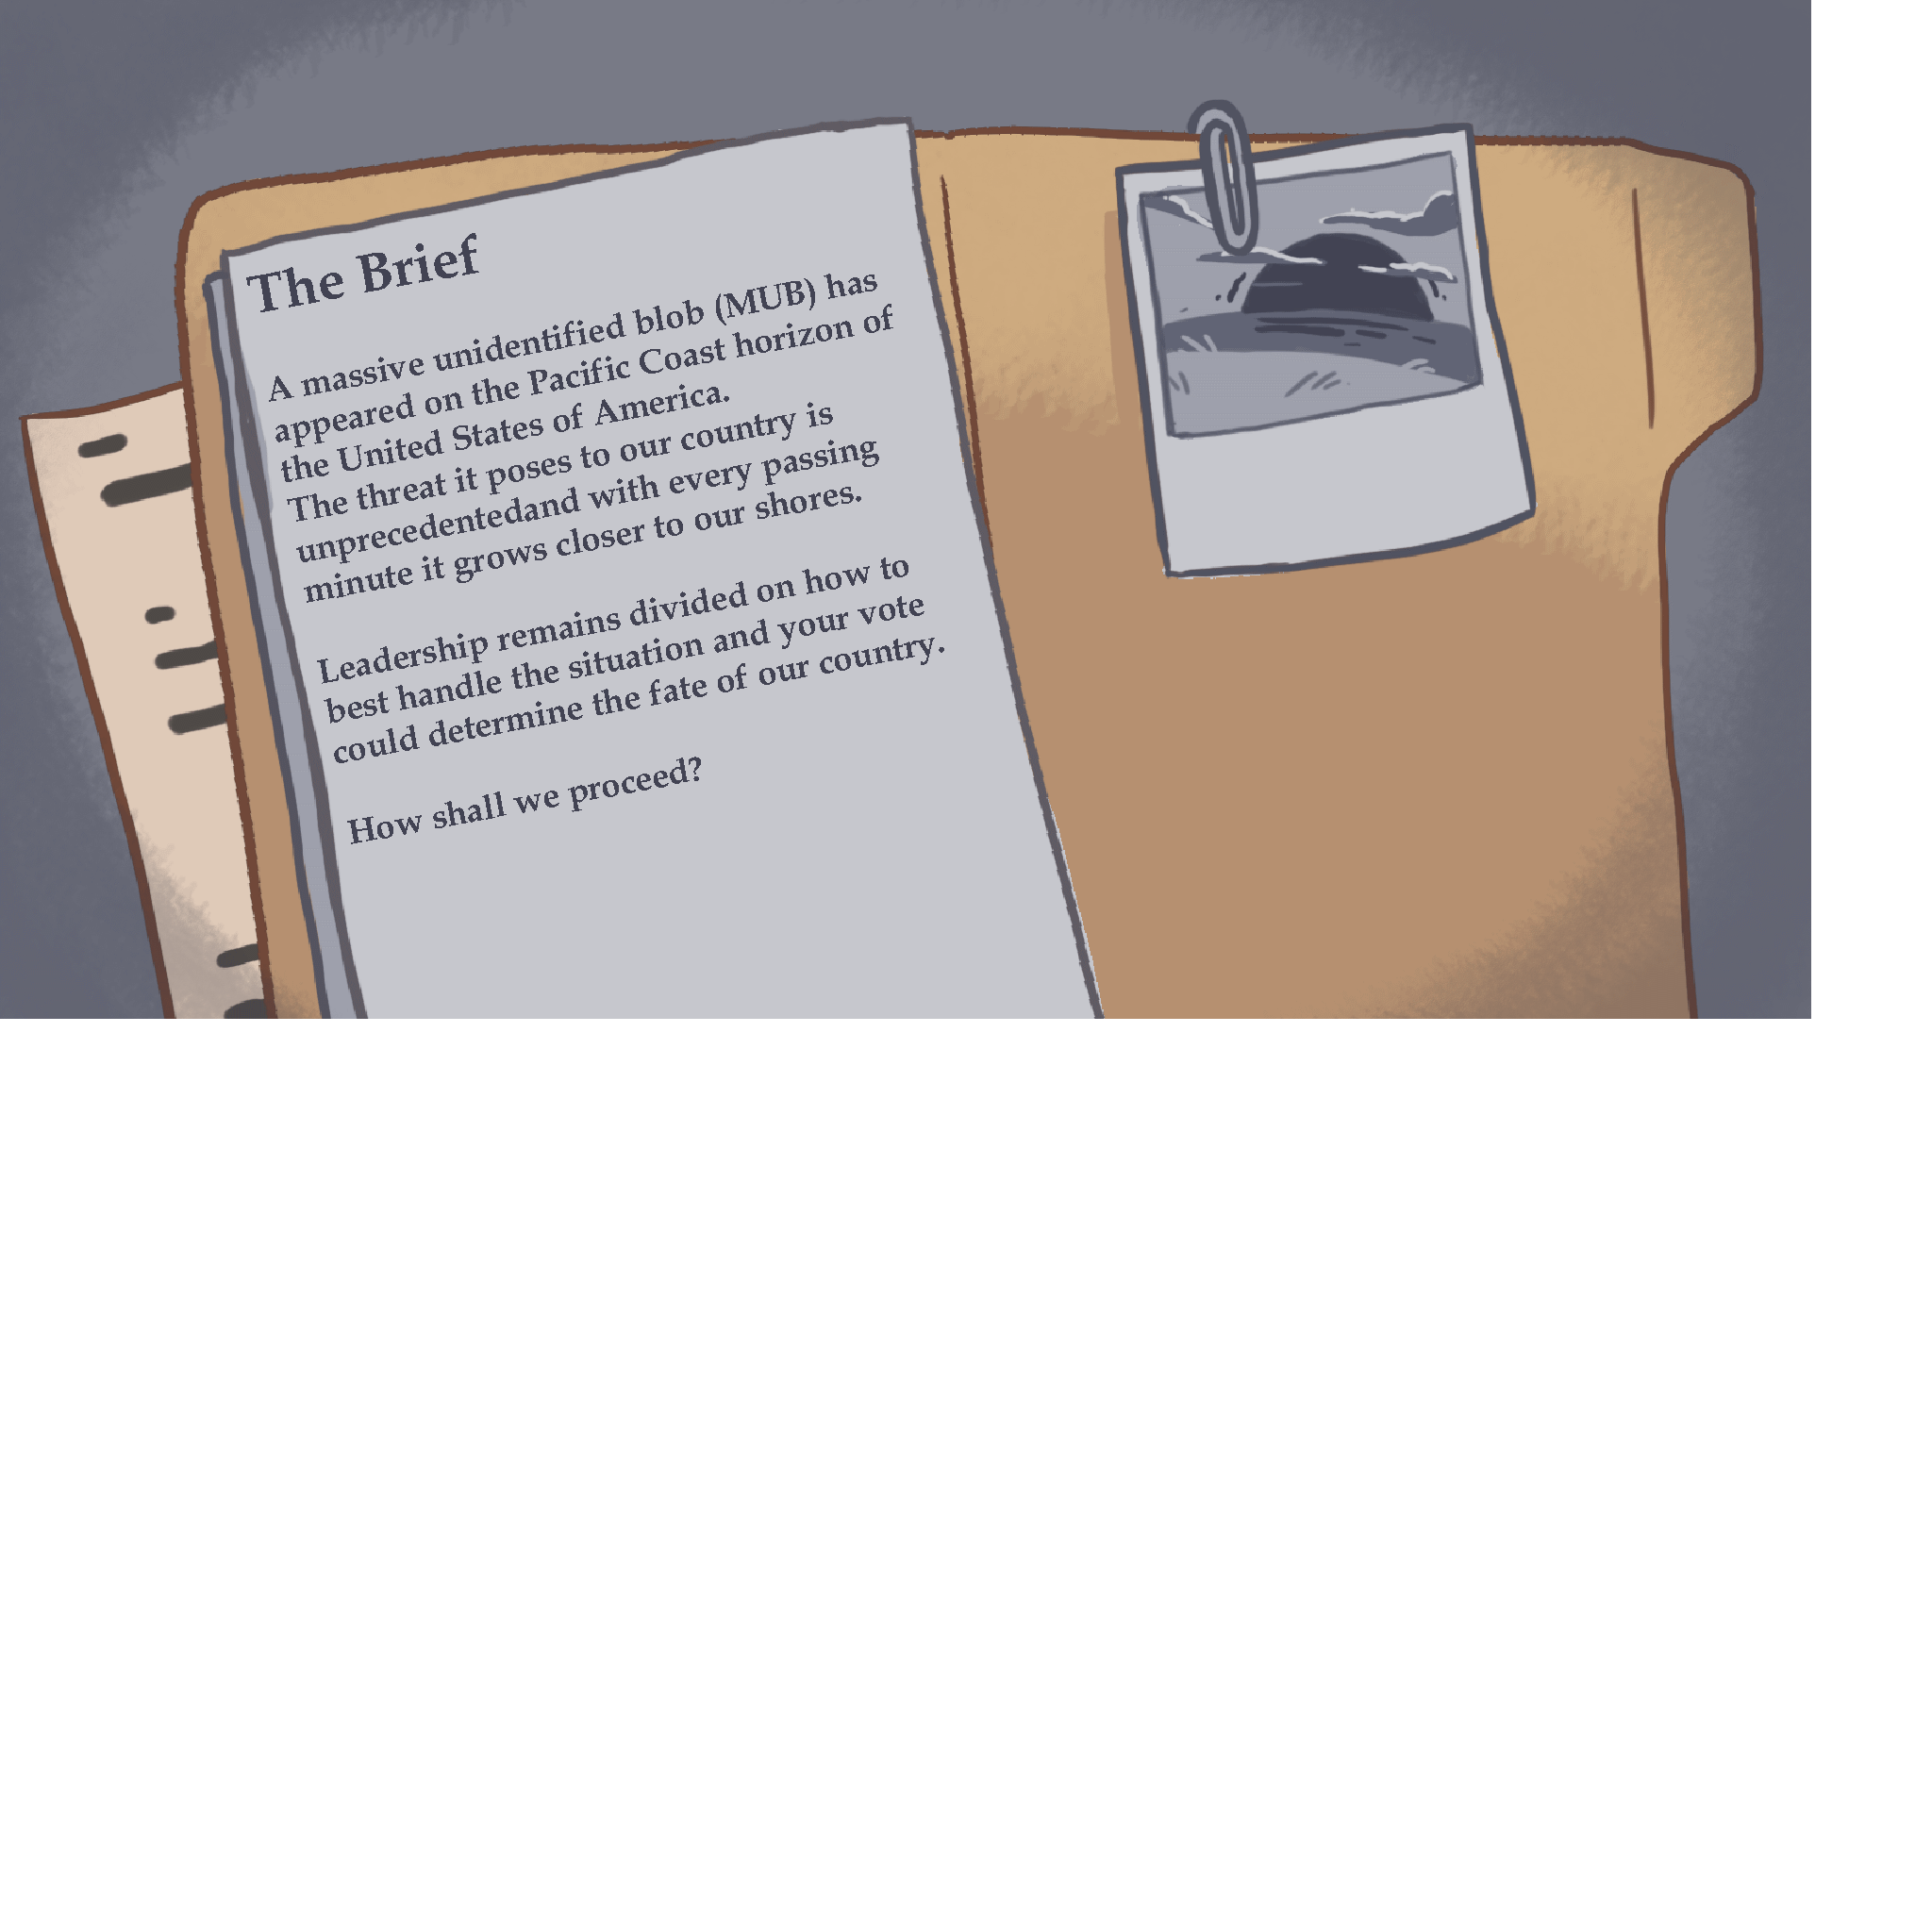 The Brief
A massive unidentified blob (MUB) has
appeared on the Pacific Coast horizon of
the United States of America.
The threat it poses to our country is
unprecedentedand with every passing
minute it grows closer to our shores.
Leadership remains divided on how to
best handle the situation and your vote
could determine the fate of our country.
How shall we proceed?